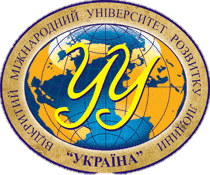 ВІДКРИТИЙ МІЖНАРОДНИЙ УНІВЕРСИТЕТ РОЗВИТКУ ЛЮДИНИ
УУ
"УКРАЇНА"